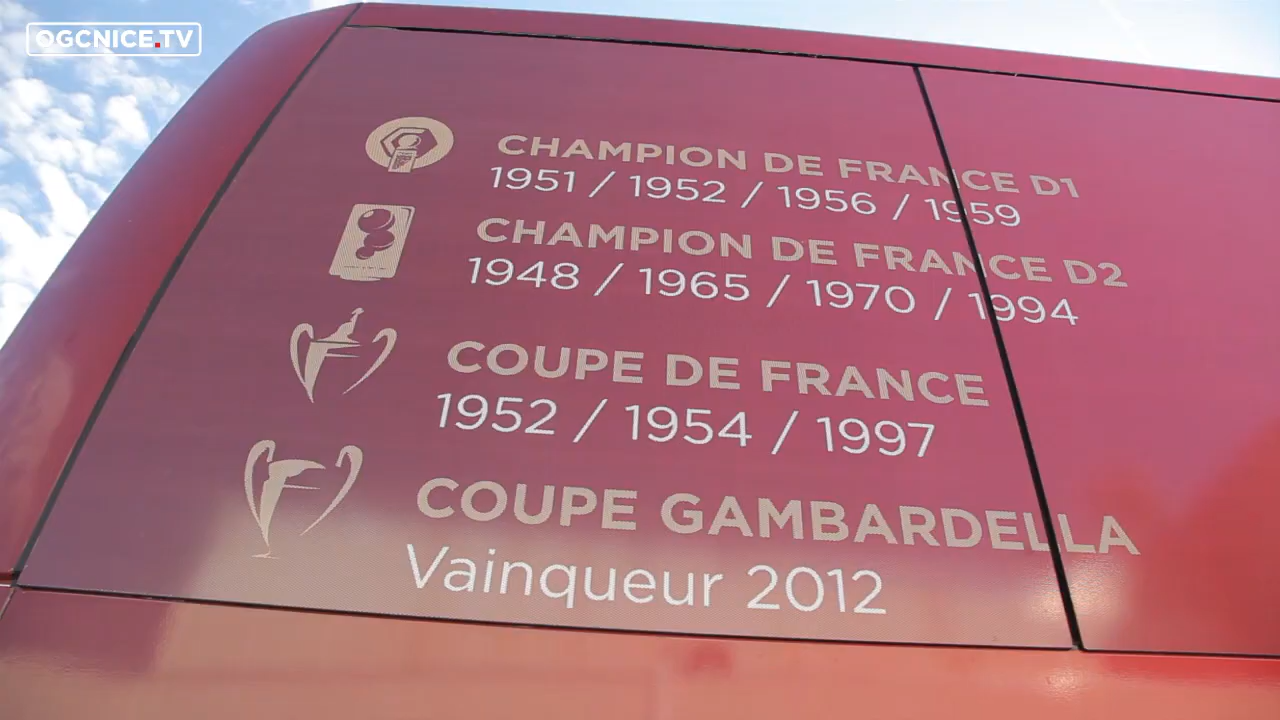 OGCNICE.TV
CHAMPION DE FRANCE D1
1951 / 1952 / 1956 / 1959
CHAMPION DE FRANCE D2
1948 / 1965 / 1970 / 1994
COUPE DE FRANCE
1952 / 1954 / 1997
COUPE GAMBARDELLA
Vainqueur 2012